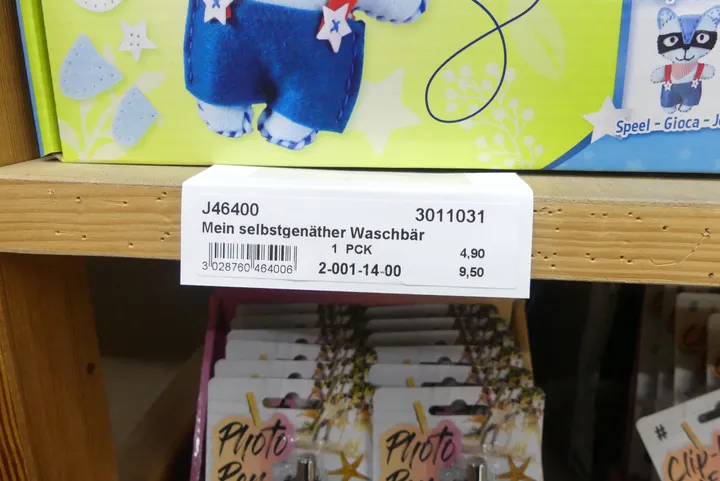 Speel - Gioca - J
J46400 3011031
Mein selbstgenäther Waschbär
1 PCK 4,90
3 028760 464006 2-001-14-00 9,50
Photo Photo
#
Clip-